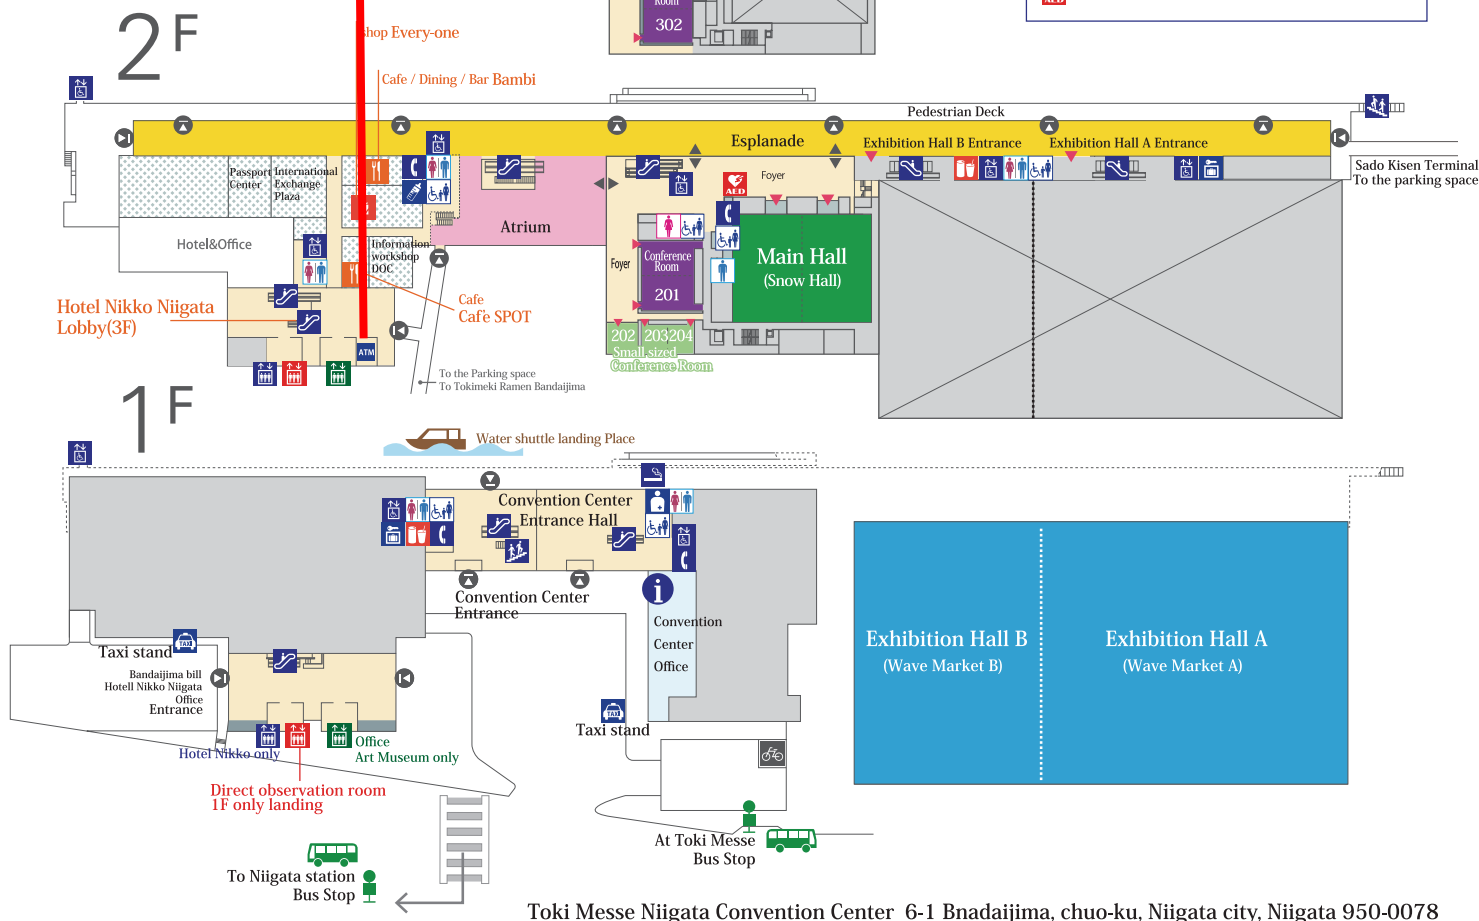 2F
Room
302
AED
shop Every-one
Cafe / Dining / Bar Bambi
Pedestrian Deck
Esplanade
Exhibition Hall B Entrance
Exhibition Hall A Entrance
Sado Kisen Terminal
To the parking space
Passport
Center
International
Exchange
Plaza
AED
Foyer
Atrium
Hotel&Office
Information
workshop
DOC
Foyer
Conference
Room
201
Main Hall
(Snow Hall)
Hotel Nikko Niigata
Lobby(3F)
Cafe
Cafe SPOT
ATM
202
203
204
Small sized
Conference Room
To the Parking space
To Tokimeki Ramen Bandaijima
1F
Water shuttle landing Place
Convention Center
Entrance Hall
Convention Center
Entrance
i
Convention
Center
Office
Exhibition Hall B
(Wave Market B)
Exhibition Hall A
(Wave Market A)
TAXI
Taxi stand
Bandaijima bill
Hotell Nikko Niigata
Office
Entrance
TAXI
Taxi stand
Hotel Nikko only
Office
Art Museum only
Direct observation room
1F only landing
At Toki Messe
Bus Stop
To Niigata station
Bus Stop
Toki Messe Niigata Convention Center 6-1 Bnadaijima, chuo-ku, Niigata city, Niigata 950-0078